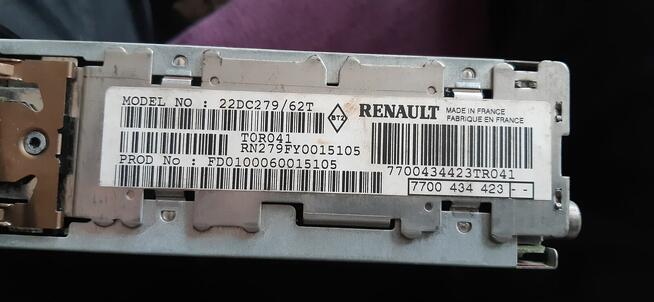 MODEL NO : 22DC279/62T
BTZ
RENAULT
MADE IN FRANCE
FABRIQUE EN FRANCE
T0R041
RN279FY0015105
PROD No : FD0100060015105
7700434423TR041
7700 434 423 --